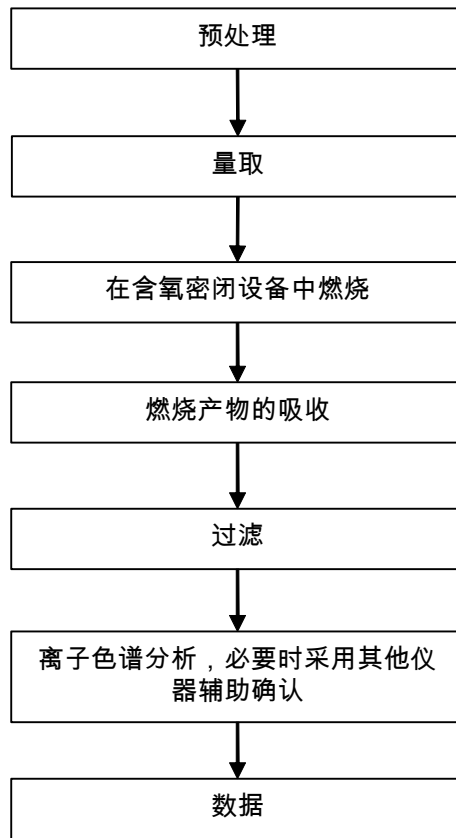 预处理
量取
在含氧密闭设备中燃烧
燃烧产物的吸收
过滤
离子色谱分析，必要时采用其他仪
器辅助确认
数据